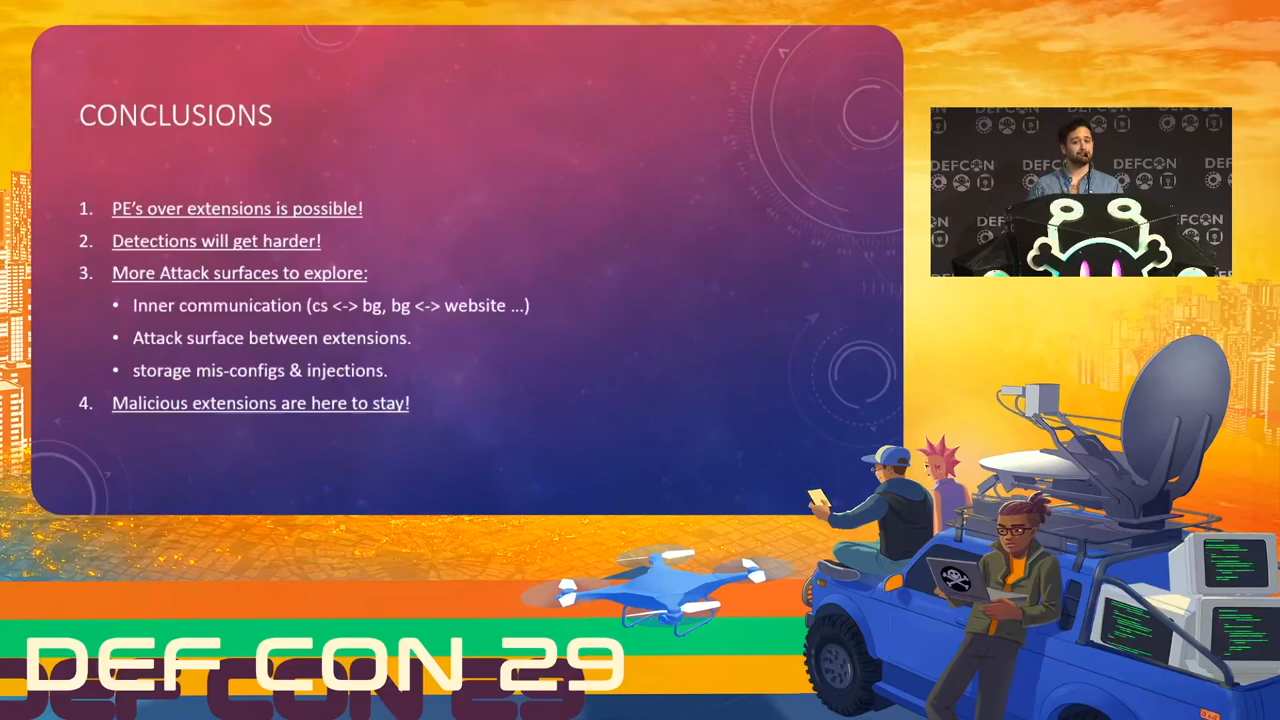 CONCLUSIONS
1. PE's over extensions is possible!
2. Detections will get harder!
3. More Attack surfaces to explore:
• Inner communication (cs <-> bg, bg <-> website ...)
• Attack surface between extensions.
• storage mis-configs & injections.
4. Malicious extensions are here to stay!
DEFCON
DEFCON
DEF CON 29